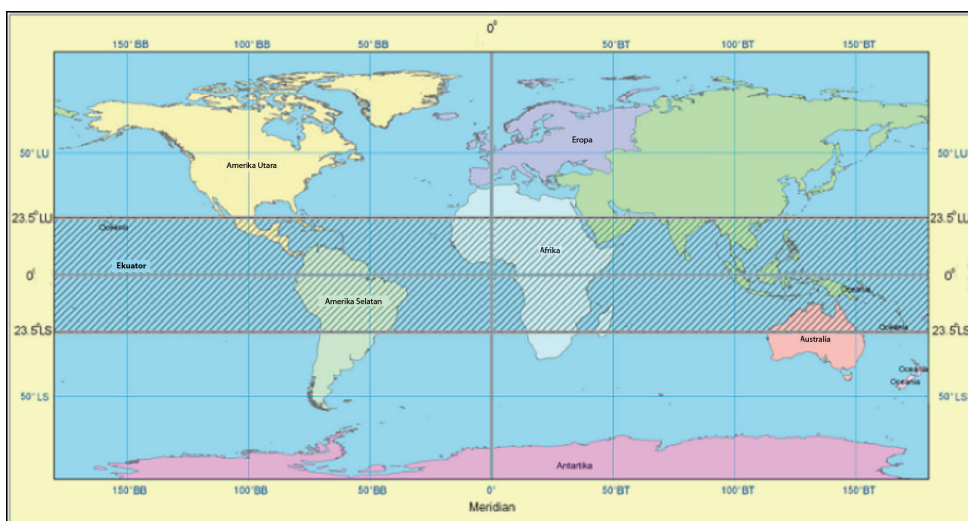 0°
150° BB 100° BB 50° BB 50° BT 100° BT 150° BT
Eropa
50° LU 50° LU
Amerika Utara
23.5° LU 23.5° LU
Oceania
Afrika
Ekuator
0° 0°
Oceania
Amerika Selatan
Oceania
23.5° LS 23.5° LS
Australia
Oceania
Oceania
50° LS 50° LS
Antartika
150° BB 100° BB 50° BB 0° 50° BT 100° BT 150° BT
Meridian